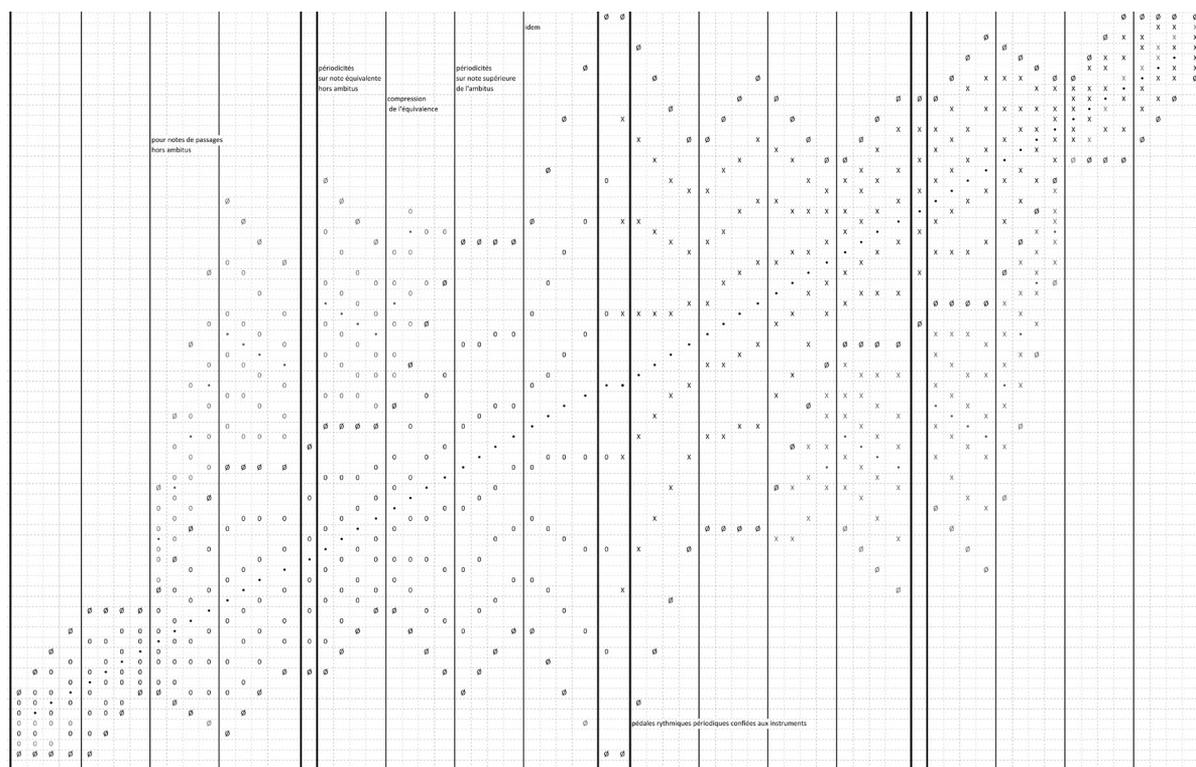 idem
périodicités
sur note équivalente
hors ambitus
périodicités
sur note supérieure
de l'ambitus
compression
de l'équivalence
pour notes de passages
hors ambitus
pédales rythmiques périodiques confiées aux instruments